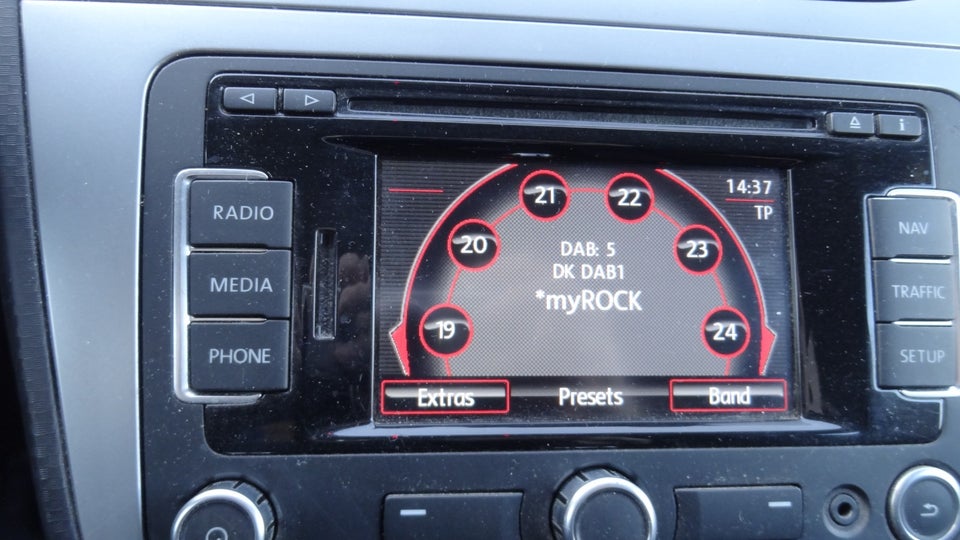 RADIO
MEDIA
PHONE
21
22
14:37
TP
20
23
DAB: 5
DK DAB1
*myROCK
19
24
Extras
Presets
Band
i
NAV
TRAFFIC
SETUP